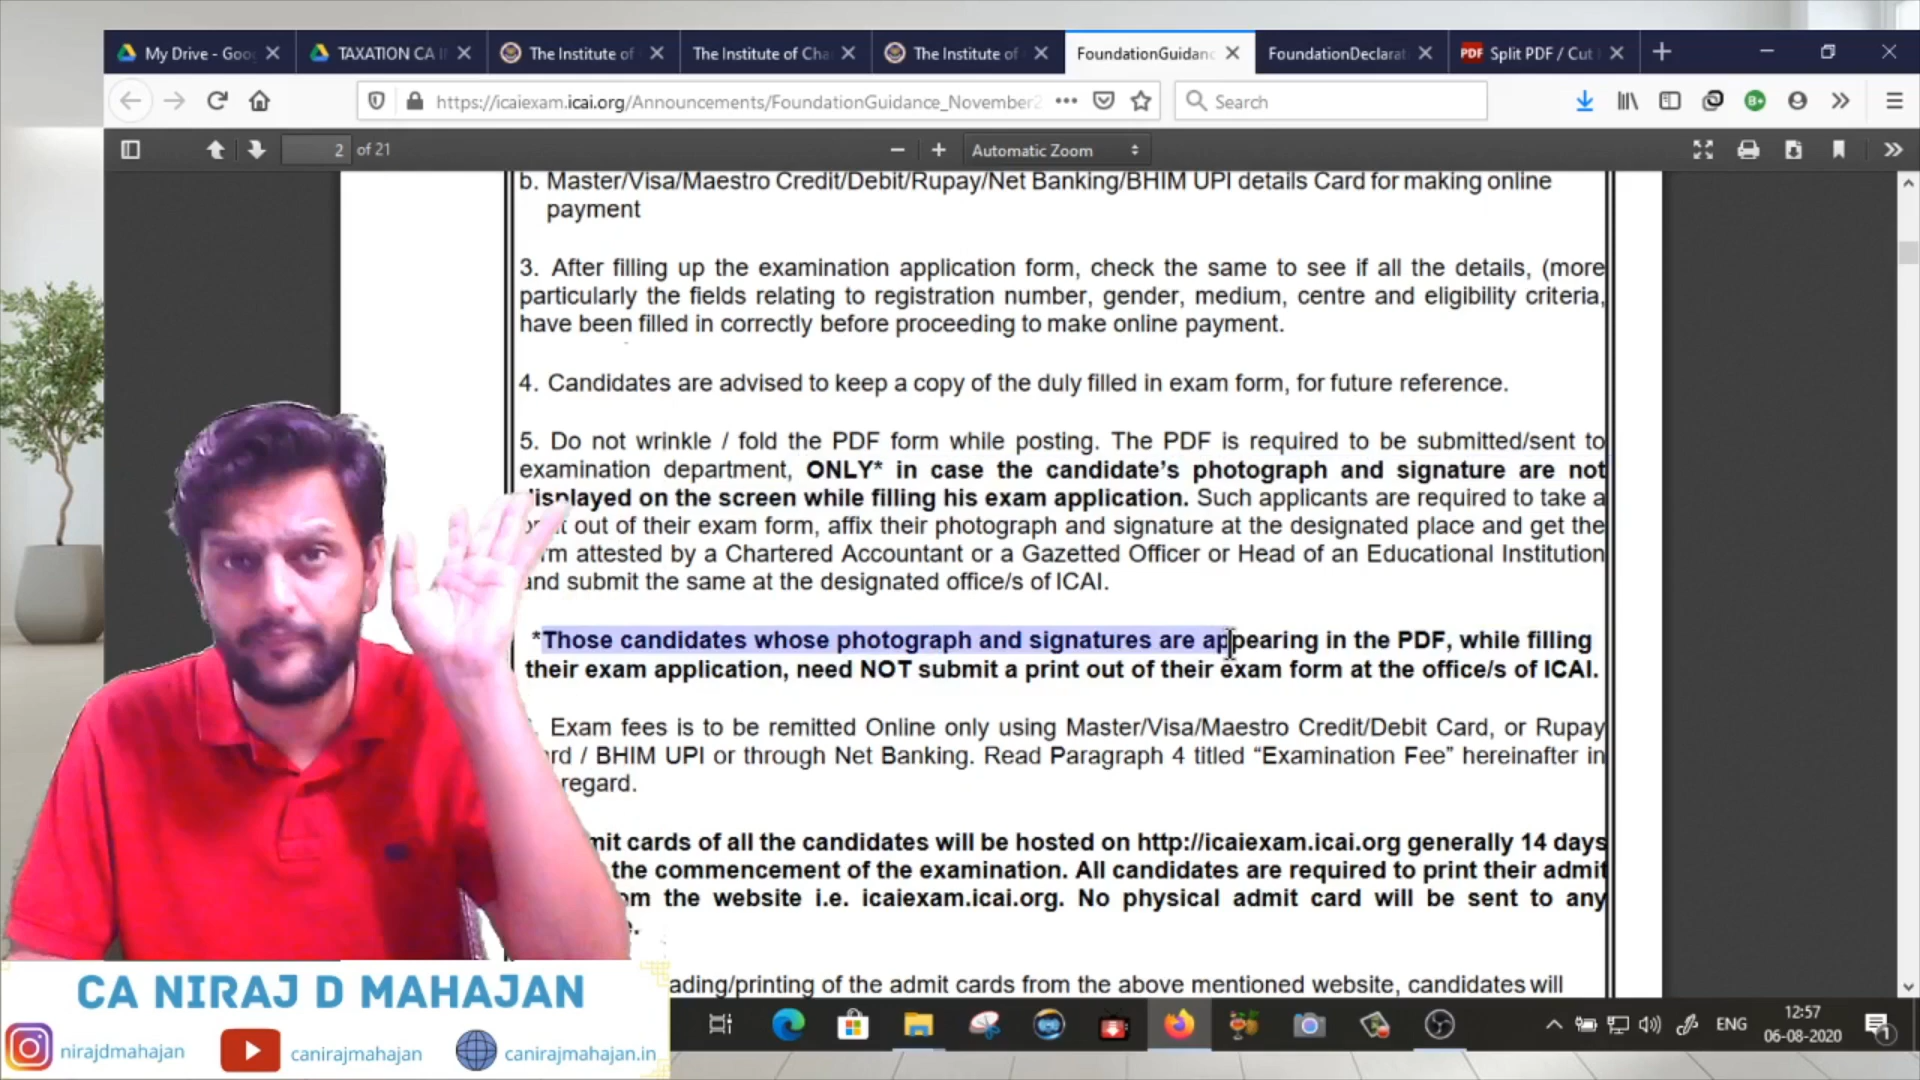 My Drive - Goo
TAXATION CA I
The Institute of
The Institute of Cha
The Institute of
FoundationGuidanc
FoundationDeclarat
PDF Split PDF / Cut
https://icaiexam.icai.org/Announcements/FoundationGuidance_November2
Search
2 of 21
Automatic Zoom
b. Master/Visa/Maestro Credit/Debit/Rupay/Net Banking/BHIM UPI details Card for making online
payment
3. After filling up the examination application form, check the same to see if all the details, (more
particularly the fields relating to registration number, gender, medium, centre and eligibility criteria,
have been filled in correctly before proceeding to make online payment.
4. Candidates are advised to keep a copy of the duly filled in exam form, for future reference.
5. Do not wrinkle / fold the PDF form while posting. The PDF is required to be submitted/sent to
examination department, ONLY* in case the candidate's photograph and signature are not
displayed on the screen while filling his exam application. Such applicants are required to take a
out of their exam form, affix their photograph and signature at the designated place and get the
attested by a Chartered Accountant or a Gazetted Officer or Head of an Educational Institution
and submit the same at the designated office/s of ICAI.
*Those candidates whose photograph and signatures are appearing in the PDF, while filling
their exam application, need NOT submit a print out of their exam form at the office/s of ICAI.
Exam fees is to be remitted Online only using Master/Visa/Maestro Credit/Debit Card, or Rupay
rd / BHIM UPI or through Net Banking. Read Paragraph 4 titled “Examination Fee” hereinafter in
regard.
mit cards of all the candidates will be hosted on http://icaiexam.icai.org generally 14 days
the commencement of the examination. All candidates are required to print their admit
om the website i.e. icaiexam.icai.org. No physical admit card will be sent to any
e.
ading/printing of the admit cards from the above mentioned website, candidates will
CA NIRAJ D MAHAJAN
nirajdmahajan
canirajmahajan
canirajmahajan.in
ENG
12:57
06-08-2020